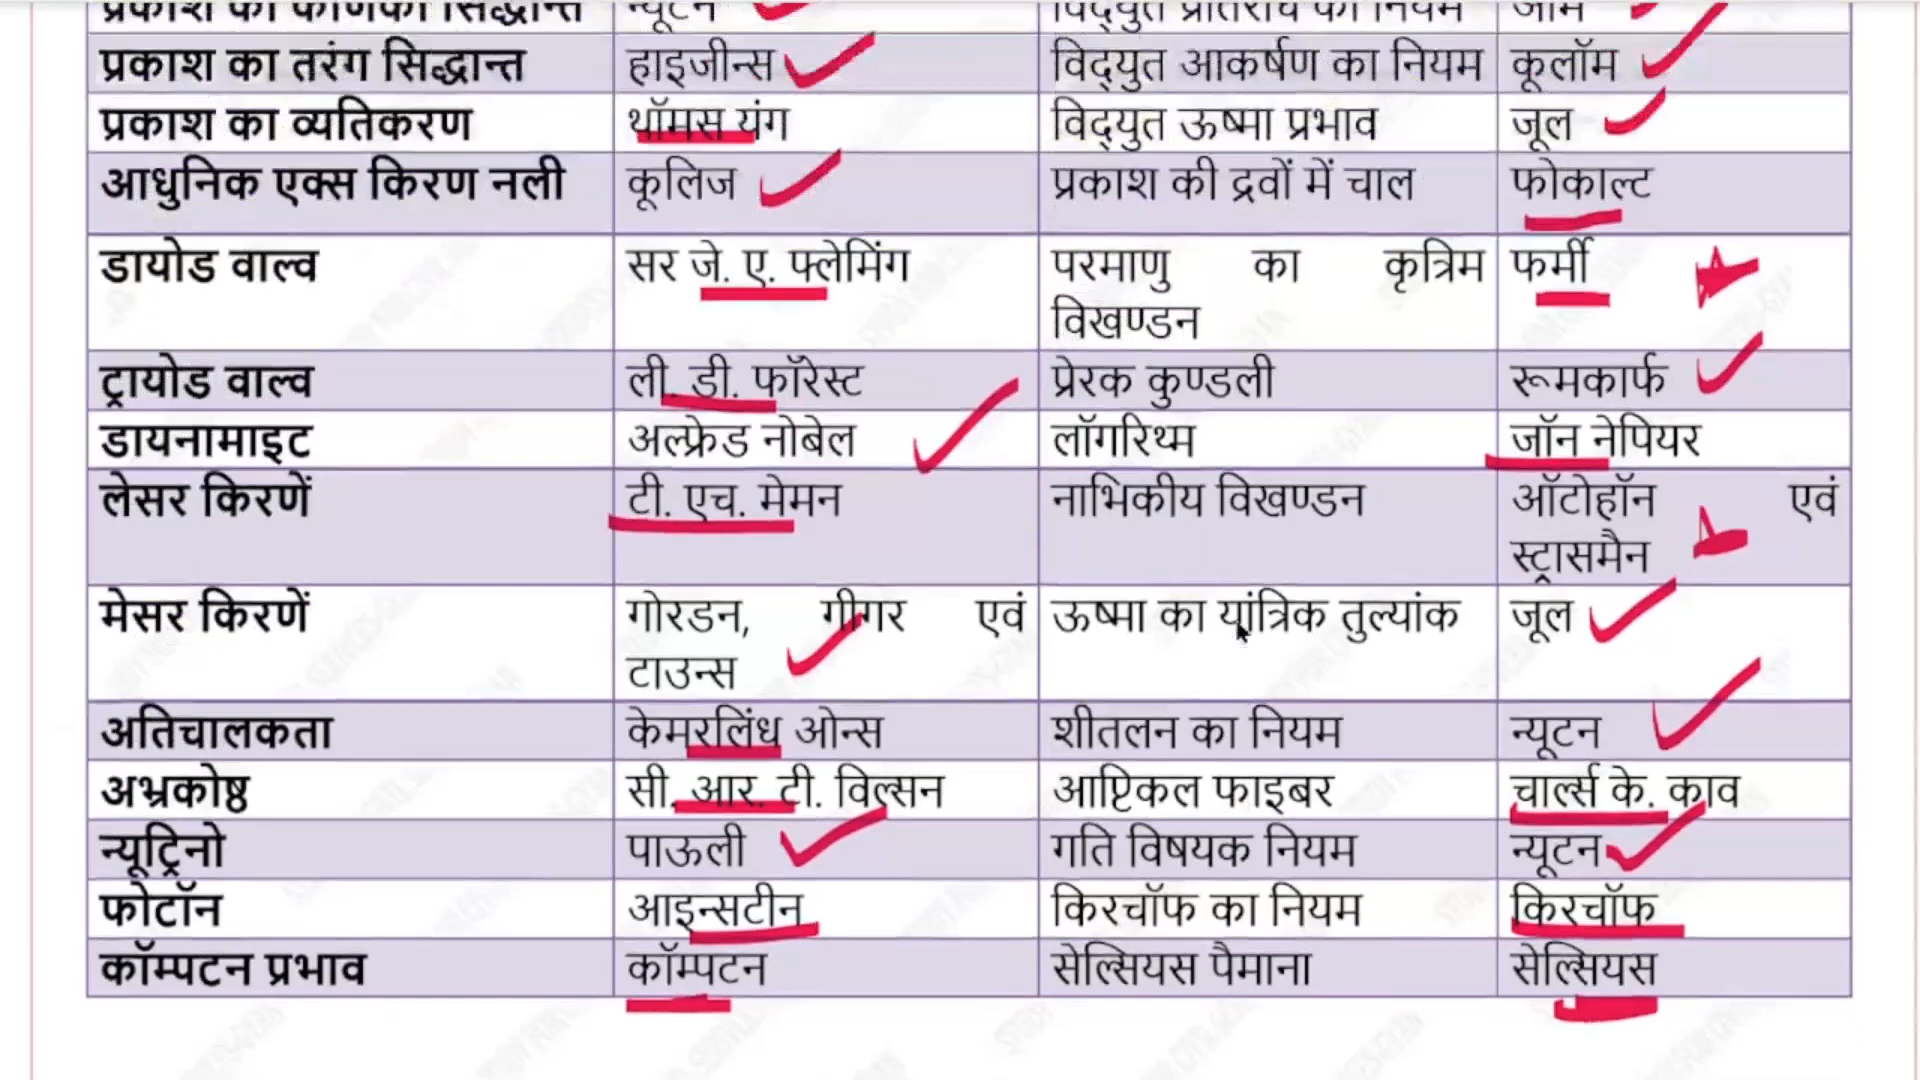 प्रकाश का तरंग सिद्धान्त हाइजीन्स विद्युत आकर्षण का नियम कूलॉम
प्रकाश का व्यतिकरण थॉमस यंग विद्युत ऊष्मा प्रभाव जूल
आधुनिक एक्स किरण नली कूलिज प्रकाश की द्रवों में चाल फोकाल्ट
डायोड वाल्व सर जे. ए. फ्लेमिंग परमाणु का कृत्रिम फर्मी
विखण्डन
ट्रायोड वाल्व ली. डी. फॉरेस्ट प्रेरक कुण्डली रूमकार्फ
डायनामाइट अल्फ्रेड नोबेल लॉगरिथ्म जॉन नेपियर
लेसर किरणें टी. एच. मेमन नाभिकीय विखण्डन ऑटोहॉन एवं
स्ट्रासमैन
मेसर किरणें गोरडन, गीगर एवं ऊष्मा का यांत्रिक तुल्यांक जूल
टाउन्स
अतिचालकता केमरलिंध ओन्स शीतलन का नियम न्यूटन
अभ्रकोष्ठ सी. आर. टी. विल्सन आप्टिकल फाइबर चार्ल्स के. काव
न्यूट्रिनो पाऊली गति विषयक नियम न्यूटन
फोटॉन आइन्सटीन किरचॉफ का नियम किरचॉफ
कॉम्पटन प्रभाव कॉम्पटन सेल्सियस पैमाना सेल्सियस